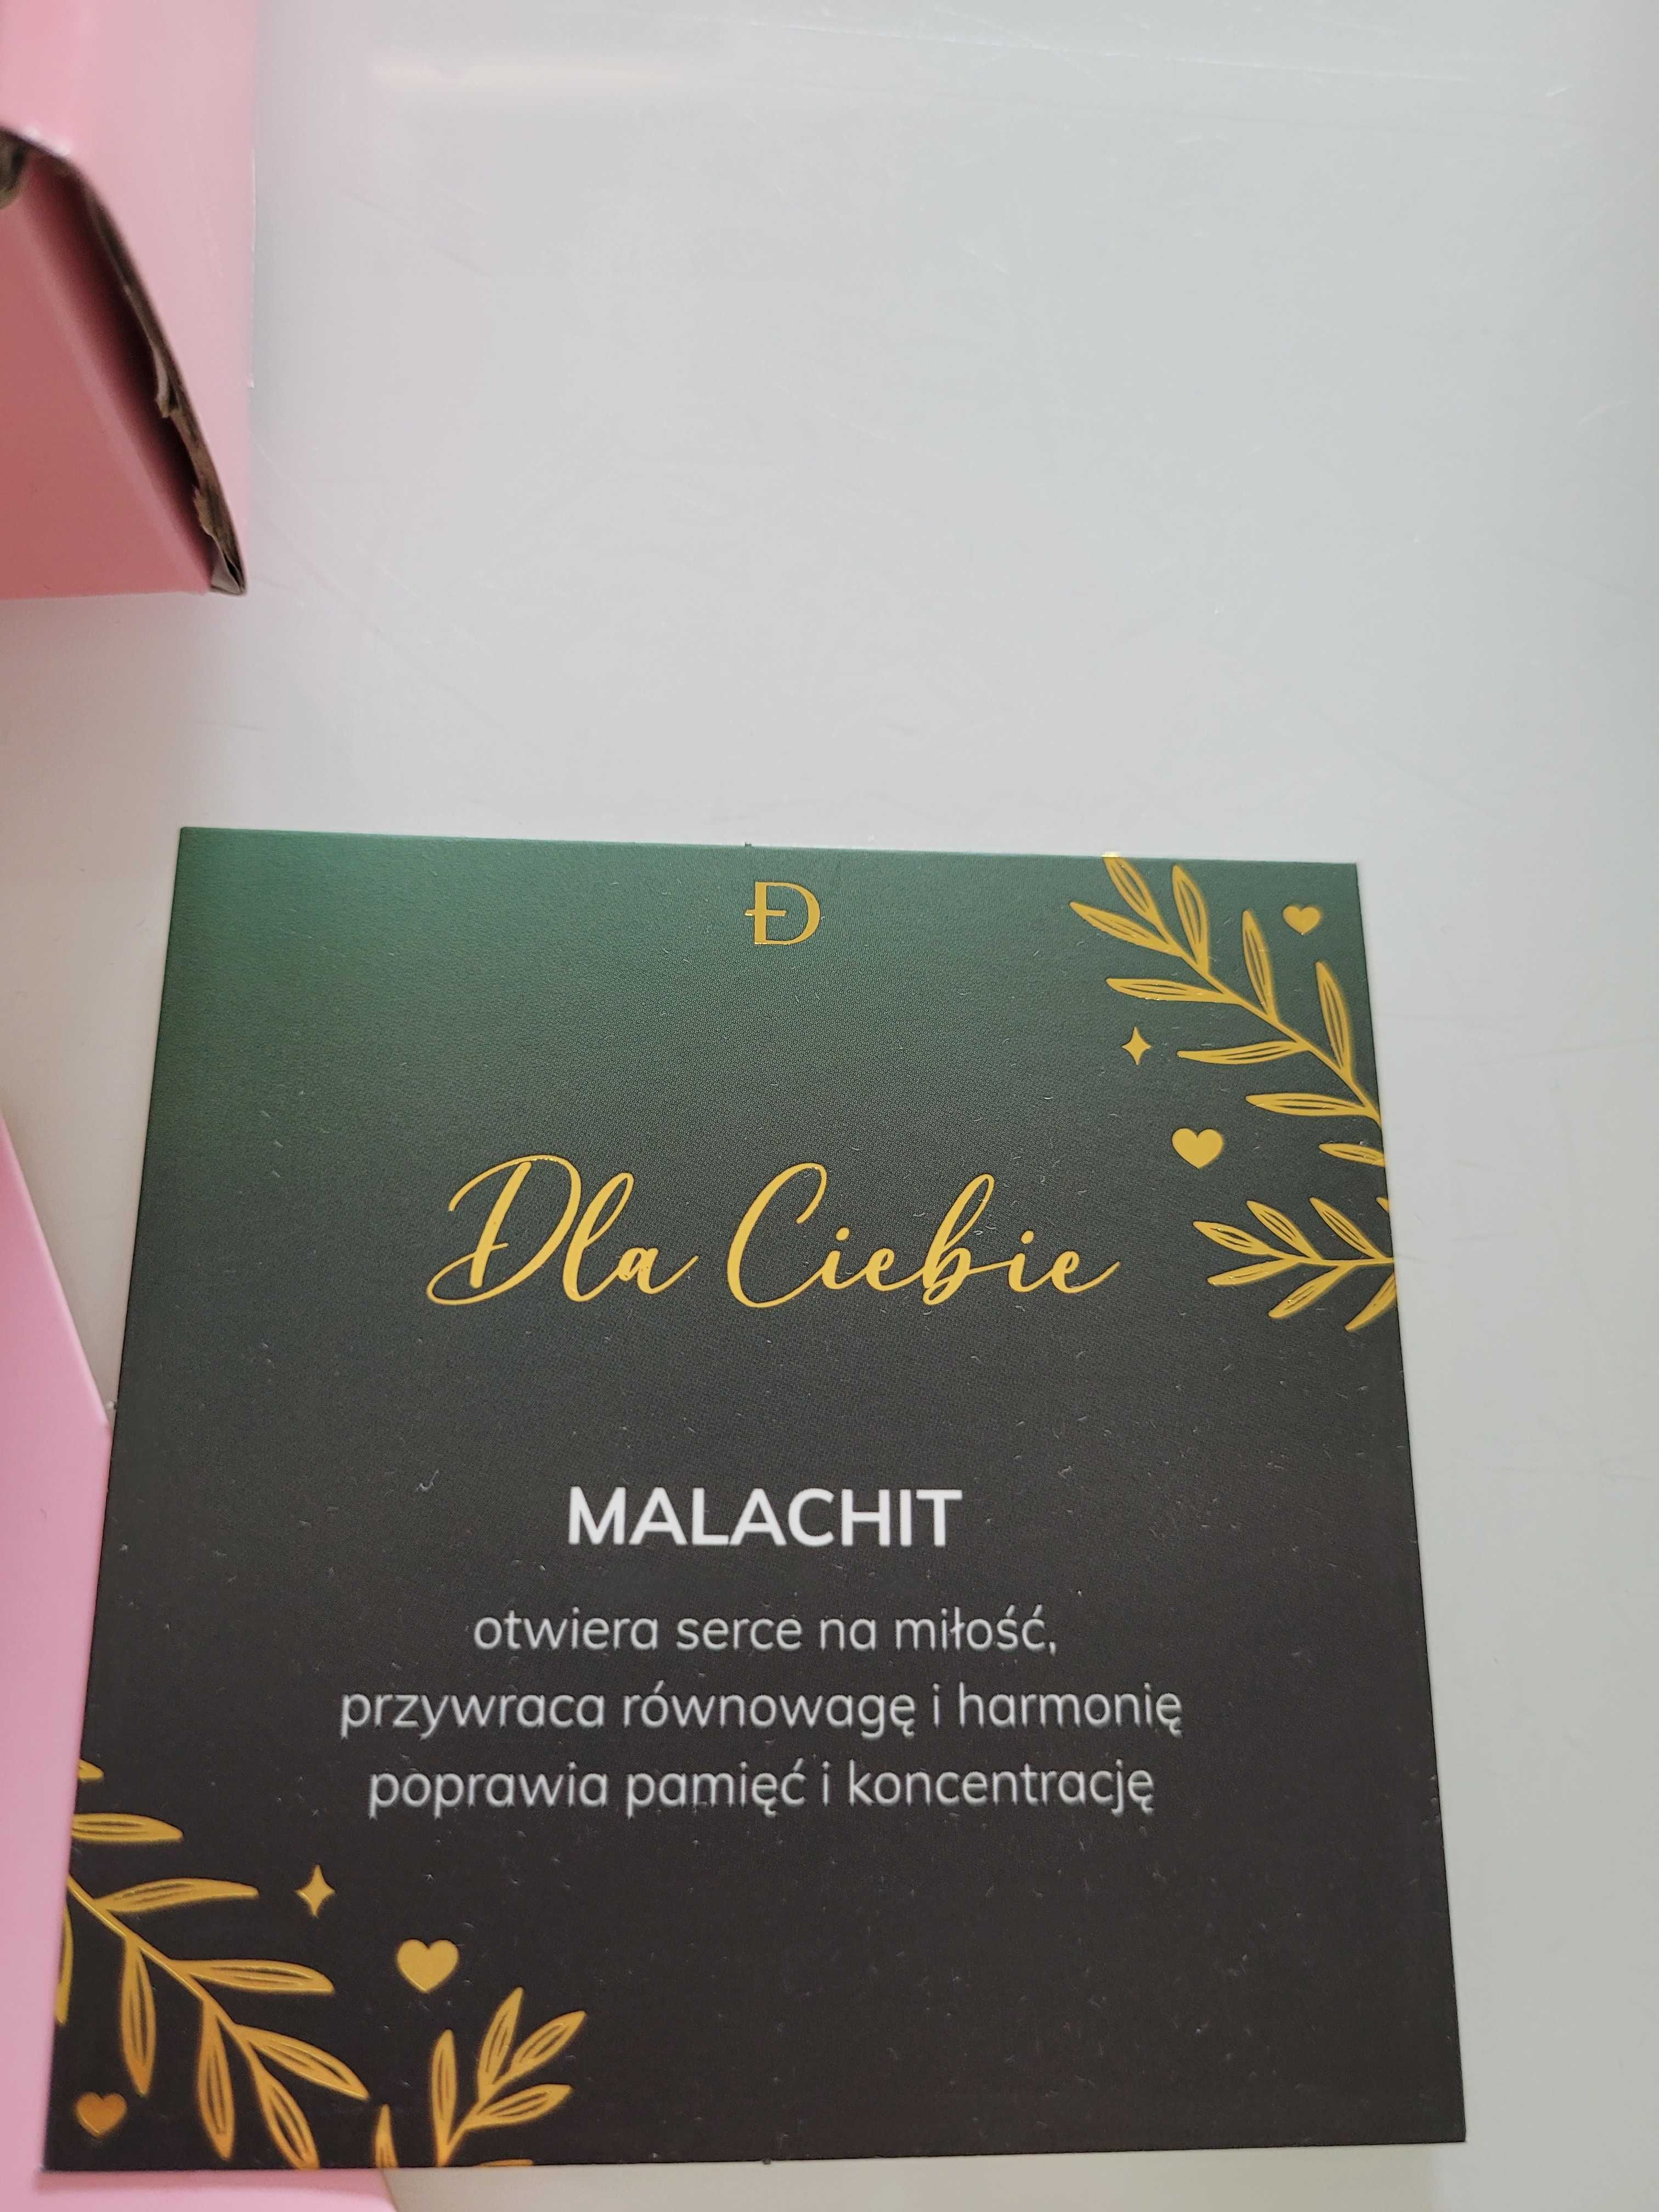 Đ
Dla Ciebie
MALACHIT
otwiera serce na miłość,
przywraca równowagę i harmonię
poprawia pamięć i koncentrację